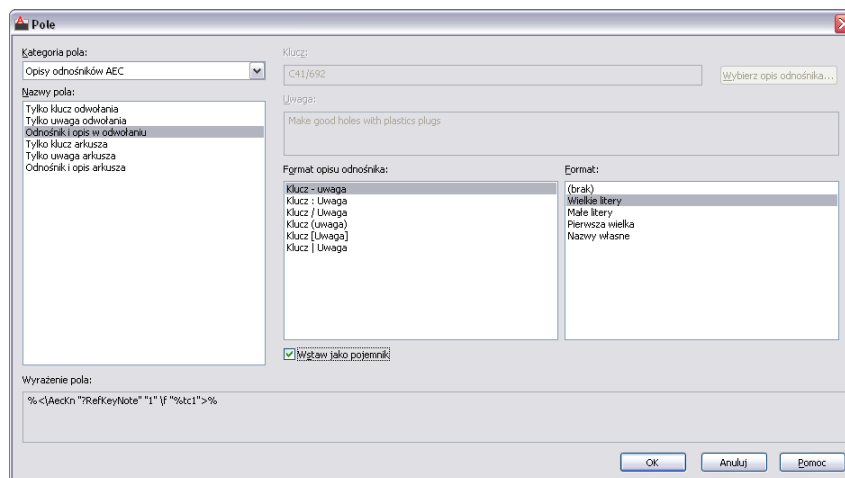 Pole
Kategoria pola:
Opisy odnośników AEC
Nazwy pola:
Tylko klucz odwołania
Tylko uwaga odwołania
Odnośnik i opis w odwołaniu
Tylko klucz arkusza
Tylko uwaga arkusza
Odnośnik i opis arkusza
Klucz:
C41/692
Wybierz opis odnośnika...
Uwaga:
Make good holes with plastics plugs
Format opisu odnośnika:
Klucz - uwaga
Klucz : Uwaga
Klucz / Uwaga
Klucz (uwaga)
Klucz [Uwaga]
Klucz | Uwaga
Format:
(brak)
Wielkie litery
Małe litery
Pierwsza wielka
Nazwy własne
Wstaw jako pojemnik
Wyrażenie pola:
%<\AecKn "?RefKeyNote" "1" \f "%tc1">%
OK
Anuluj
Pomoc